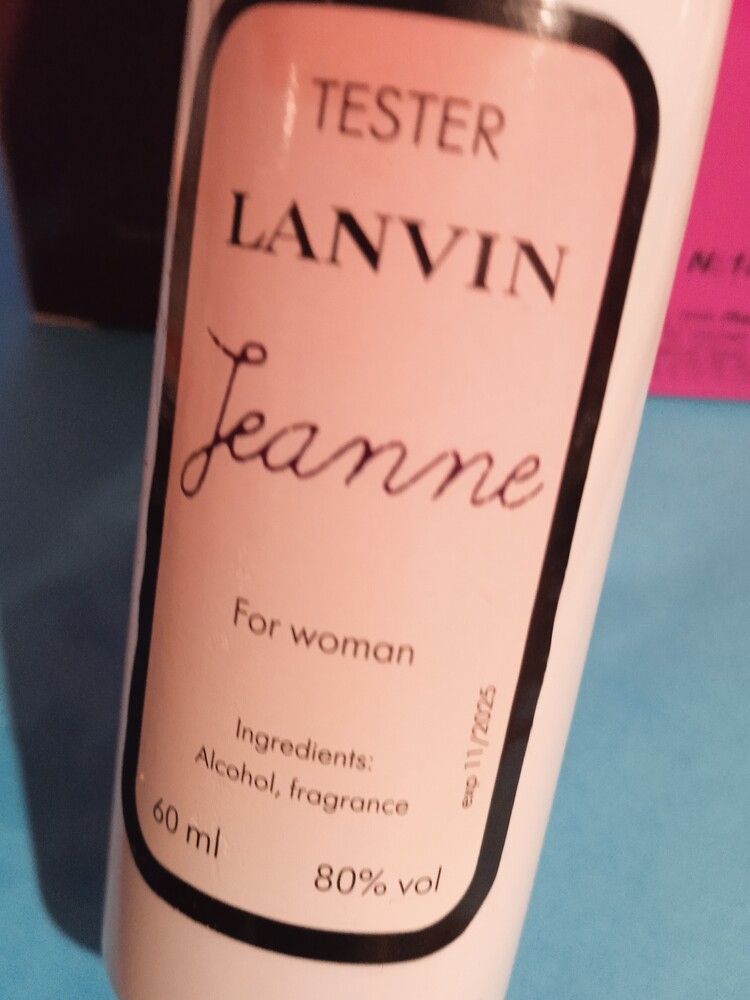 TESTER
LANVIN
Jeanne
For woman
exp 11/2025
Ingredients:
Alcohol, fragrance
60 ml
80% vol